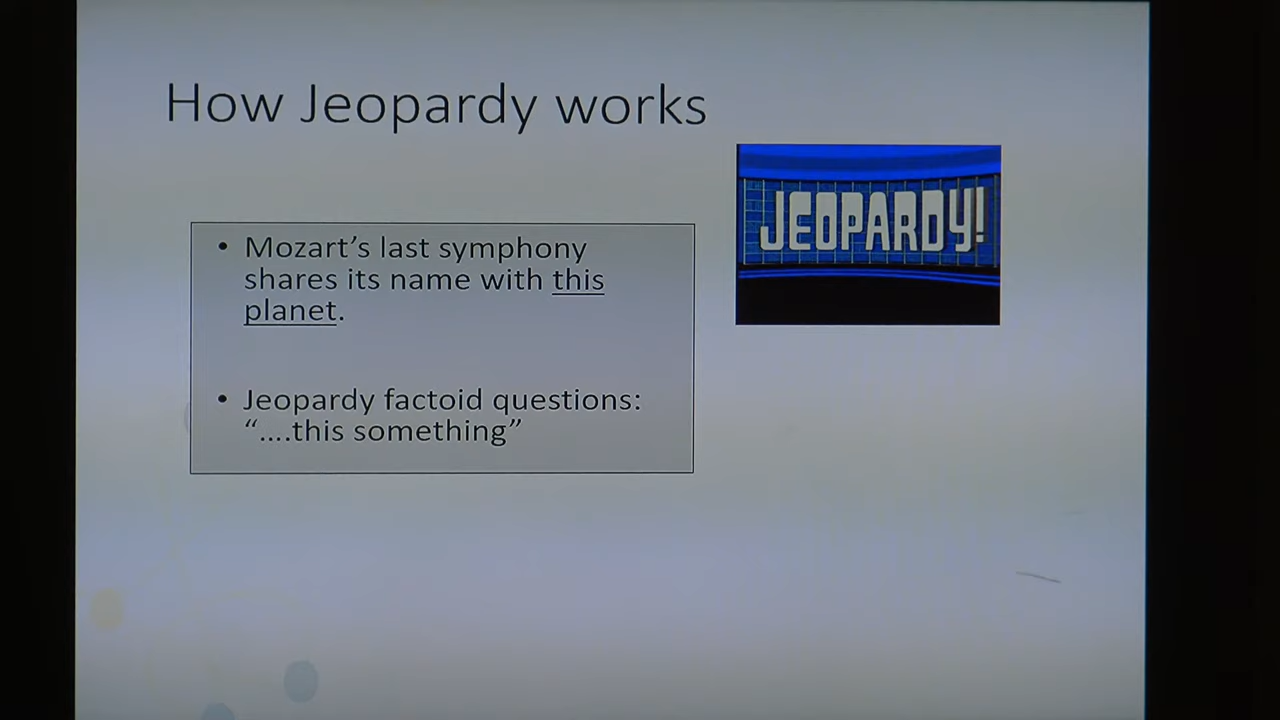 How Jeopardy works
JEOPARDY!
• Mozart’s last symphony
shares its name with this
planet.
• Jeopardy factoid questions:
“....this something”